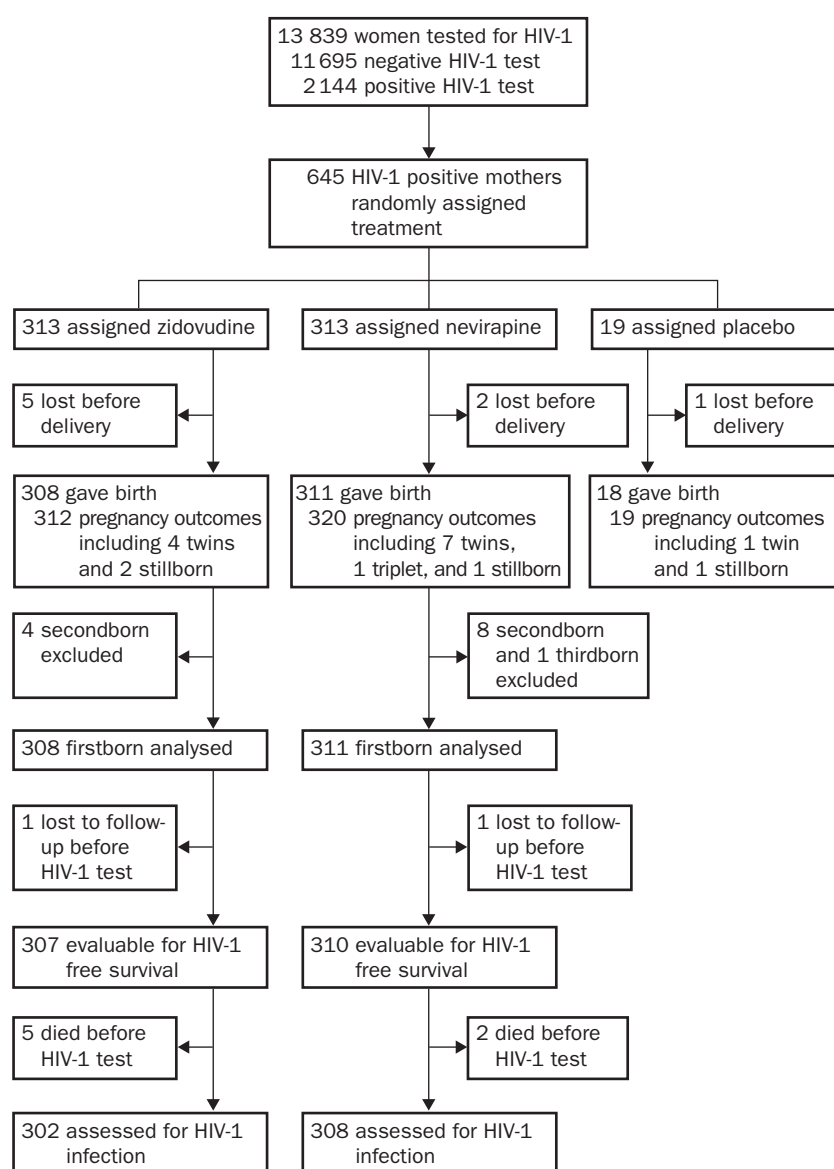 13 839 women tested for HIV-1
11 695 negative HIV-1 test
2 144 positive HIV-1 test
645 HIV-1 positive mothers
randomly assigned
treatment
313 assigned zidovudine
313 assigned nevirapine
19 assigned placebo
5 lost before
delivery
2 lost before
delivery
1 lost before
delivery
308 gave birth
312 pregnancy outcomes
including 4 twins
and 2 stillborn
311 gave birth
320 pregnancy outcomes
including 7 twins,
1 triplet, and 1 stillborn
18 gave birth
19 pregnancy outcomes
including 1 twin
and 1 stillborn
4 secondborn
excluded
8 secondborn
and 1 thirdborn
excluded
308 firstborn analysed
311 firstborn analysed
1 lost to follow-
up before
HIV-1 test
1 lost to follow-
up before
HIV-1 test
307 evaluable for HIV-1
free survival
310 evaluable for HIV-1
free survival
5 died before
HIV-1 test
2 died before
HIV-1 test
302 assessed for HIV-1
infection
308 assessed for HIV-1
infection